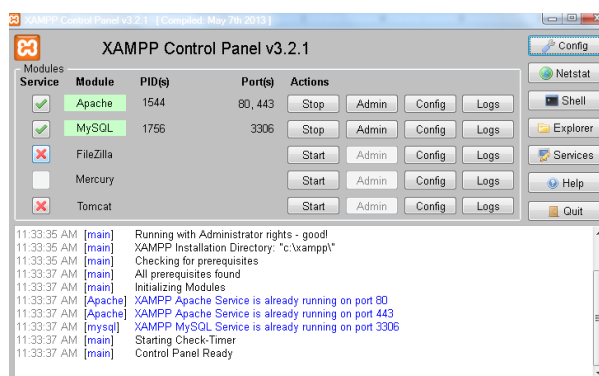 XAMPP Control Panel v3.2.1 [ Compiled: May 7th 2013 ]
XAMPP Control Panel v3.2.1
Config
Modules
Service Module PID(s) Port(s) Actions
Netstat
Apache 1544 80, 443 Stop Admin Config Logs
Shell
MySQL 1756 3306 Stop Admin Config Logs
Explorer
FileZilla Start Admin Config Logs
Services
Mercury Start Admin Config Logs
Help
Tomcat Start Admin Config Logs
Quit
11:33:35 AM [main] Running with Administrator rights - good!
11:33:35 AM [main] XAMPP Installation Directory: "c:\xampp\"
11:33:35 AM [main] Checking for prerequisites
11:33:37 AM [main] All prerequisites found
11:33:37 AM [main] Initializing Modules
11:33:37 AM [Apache] XAMPP Apache Service is already running on port 80
11:33:37 AM [Apache] XAMPP Apache Service is already running on port 443
11:33:37 AM [mysql] XAMPP MySQL Service is already running on port 3306
11:33:37 AM [main] Starting Check-Timer
11:33:37 AM [main] Control Panel Ready